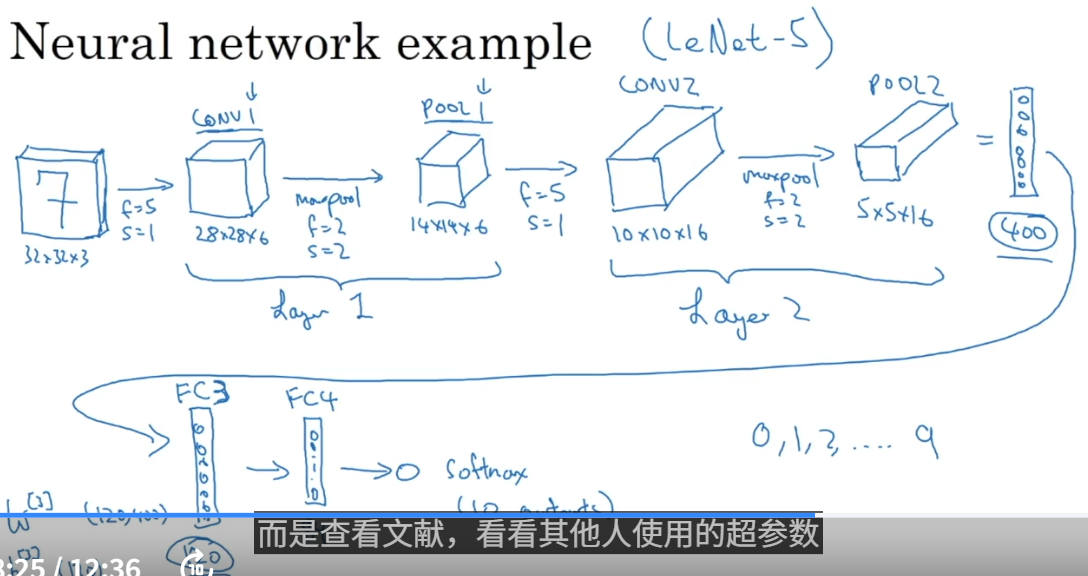 Neural network example (LeNet-5)
CONV1 POOL1 CONV2 POOL2
7
f=5
s=1
maxpool
f=2
s=2
f=5
s=1
maxpool
f=2
s=2
=
32×32×3 28×28×6 14×14×6 10×10×16 5×5×16 400
Layer 1 Layer 2
FC3 FC4
0,1,2,....9
Softmax
(10 outputs)
W[3] (120,400)
而是查看文献，看看其他人使用的超参数
120
:25 / 12:36 10